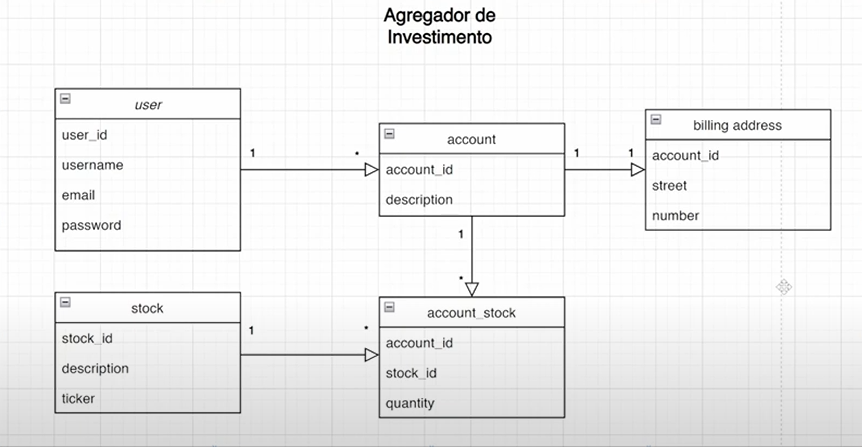 Agregador de
Investimento
user
user_id
username
email
password
1
*
account
account_id
description
1
1
billing address
account_id
street
number
1
*
stock
stock_id
description
ticker
1
*
account_stock
account_id
stock_id
quantity